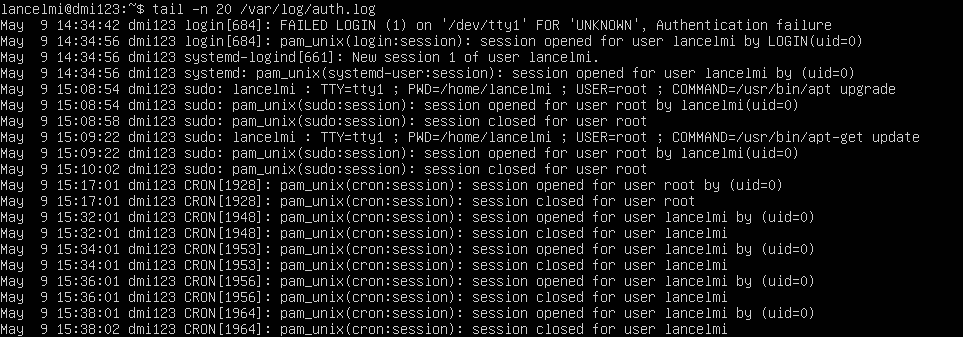 lancelmi@dmi123:~$ tail -n 20 /var/log/auth.log
May  9 14:34:42 dmi123 login[684]: FAILED LOGIN (1) on '/dev/tty1' FOR 'UNKNOWN', Authentication failure
May  9 14:34:56 dmi123 login[684]: pam_unix(login:session): session opened for user lancelmi by LOGIN(uid=0)
May  9 14:34:56 dmi123 systemd-logind[661]: New session 1 of user lancelmi.
May  9 14:34:56 dmi123 systemd: pam_unix(systemd-user:session): session opened for user lancelmi by (uid=0)
May  9 15:08:54 dmi123 sudo: lancelmi : TTY=tty1 ; PWD=/home/lancelmi ; USER=root ; COMMAND=/usr/bin/apt upgrade
May  9 15:08:54 dmi123 sudo: pam_unix(sudo:session): session opened for user root by lancelmi(uid=0)
May  9 15:08:58 dmi123 sudo: pam_unix(sudo:session): session closed for user root
May  9 15:09:22 dmi123 sudo: lancelmi : TTY=tty1 ; PWD=/home/lancelmi ; USER=root ; COMMAND=/usr/bin/apt-get update
May  9 15:09:22 dmi123 sudo: pam_unix(sudo:session): session opened for user root by lancelmi(uid=0)
May  9 15:10:02 dmi123 sudo: pam_unix(sudo:session): session closed for user root
May  9 15:17:01 dmi123 CRON[1928]: pam_unix(cron:session): session opened for user root by (uid=0)
May  9 15:17:01 dmi123 CRON[1928]: pam_unix(cron:session): session closed for user root
May  9 15:32:01 dmi123 CRON[1948]: pam_unix(cron:session): session opened for user lancelmi by (uid=0)
May  9 15:32:01 dmi123 CRON[1948]: pam_unix(cron:session): session closed for user lancelmi
May  9 15:34:01 dmi123 CRON[1953]: pam_unix(cron:session): session opened for user lancelmi by (uid=0)
May  9 15:34:01 dmi123 CRON[1953]: pam_unix(cron:session): session closed for user lancelmi
May  9 15:36:01 dmi123 CRON[1956]: pam_unix(cron:session): session opened for user lancelmi by (uid=0)
May  9 15:36:01 dmi123 CRON[1956]: pam_unix(cron:session): session closed for user lancelmi
May  9 15:38:01 dmi123 CRON[1964]: pam_unix(cron:session): session opened for user lancelmi by (uid=0)
May  9 15:38:02 dmi123 CRON[1964]: pam_unix(cron:session): session closed for user lancelmi